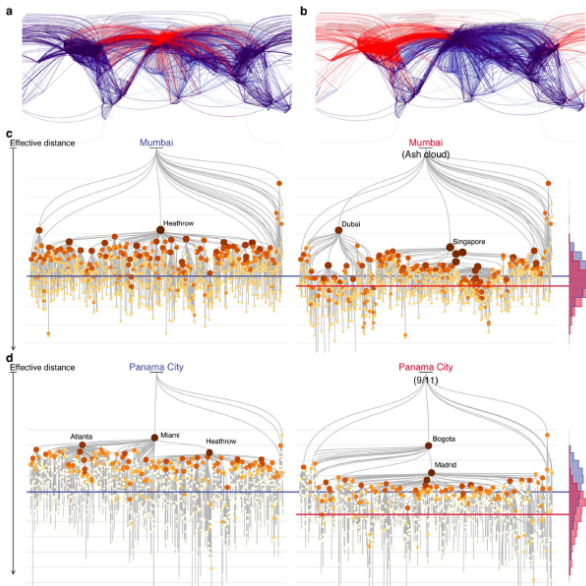 a
b
c
Effective distance
Mumbai
Mumbai
(Ash cloud)
Heathrow
Dubai
Singapore
d
Effective distance
Panama City
Panama City
(9/11)
Atlanta
Miami
Heathrow
Bogota
Madrid